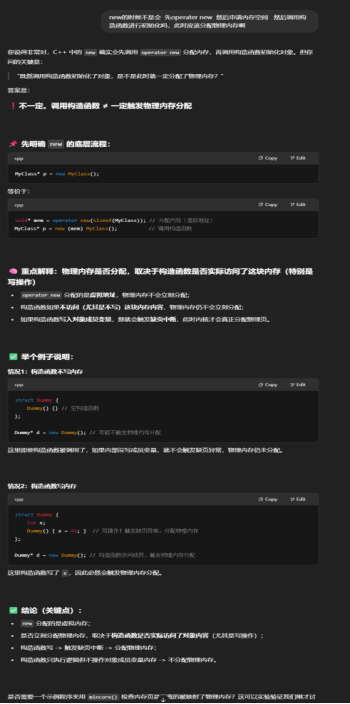 new的时候不是会 先operator new 然后申请内存空间 然后调用构
造函数进行初始化吗，此时应该分配物理内存啊
你说得非常对，C++ 中的 new 确实会先调用 operator new 分配内存，再调用构造函数初始化对象。但你
问的关键是：
“既然调用构造函数初始化了对象，是不是此时就一定分配了物理内存？”
答案是：
❗ 不一定。调用构造函数 ≠ 一定触发物理内存分配
📌 先明确 new 的底层流程：
cpp Copy Edit
MyClass* p = new MyClass();
等价于：
cpp Copy Edit
void* mem = operator new(sizeof(MyClass)); // 分配内存（虚拟地址）
MyClass* p = new (mem) MyClass(); // 调用构造函数
🧠 重点解释：物理内存是否分配，取决于构造函数是否实际访问了这块内存（特别是
写操作）
• operator new 分配的是虚拟地址，物理内存不会立刻分配；
• 构造函数如果不访问（尤其是不写）这块内存内容，物理内存仍不会立刻分配；
• 如果构造函数写入对象成员变量，那就会触发缺页中断，此时内核才会真正分配物理页。
✅ 举个例子说明：
情况1：构造函数不写内存
cpp Copy Edit
struct Dummy {
Dummy() {} // 空构造函数
};
Dummy* d = new Dummy(); // 可能不触发物理内存分配
这里即使构造函数被调用了，如果内部没写成员变量，就不会触发缺页异常，物理内存仍未分配。
情况2：构造函数写内存
cpp Copy Edit
struct Dummy {
int x;
Dummy() { x = 42; } // 写操作！触发缺页异常，分配物理内存
};
Dummy* d = new Dummy(); // 构造函数访问成员，触发物理内存分配
这里构造函数写了 x，因此必然会触发物理内存分配。
✅ 结论（关键点）：
• new 分配的是虚拟内存；
• 是否立刻分配物理内存，取决于构造函数是否实际访问了对象内容（尤其是写操作）；
• 构造函数写 -> 触发缺页中断 -> 分配物理内存；
• 构造函数只执行逻辑但不操作对象成员变量内存 -> 不分配物理内存。
是否需要一个示例程序来用 mincore() 检查内存页是
的被映射了物理内存？这可以实验验证我们刚才讨